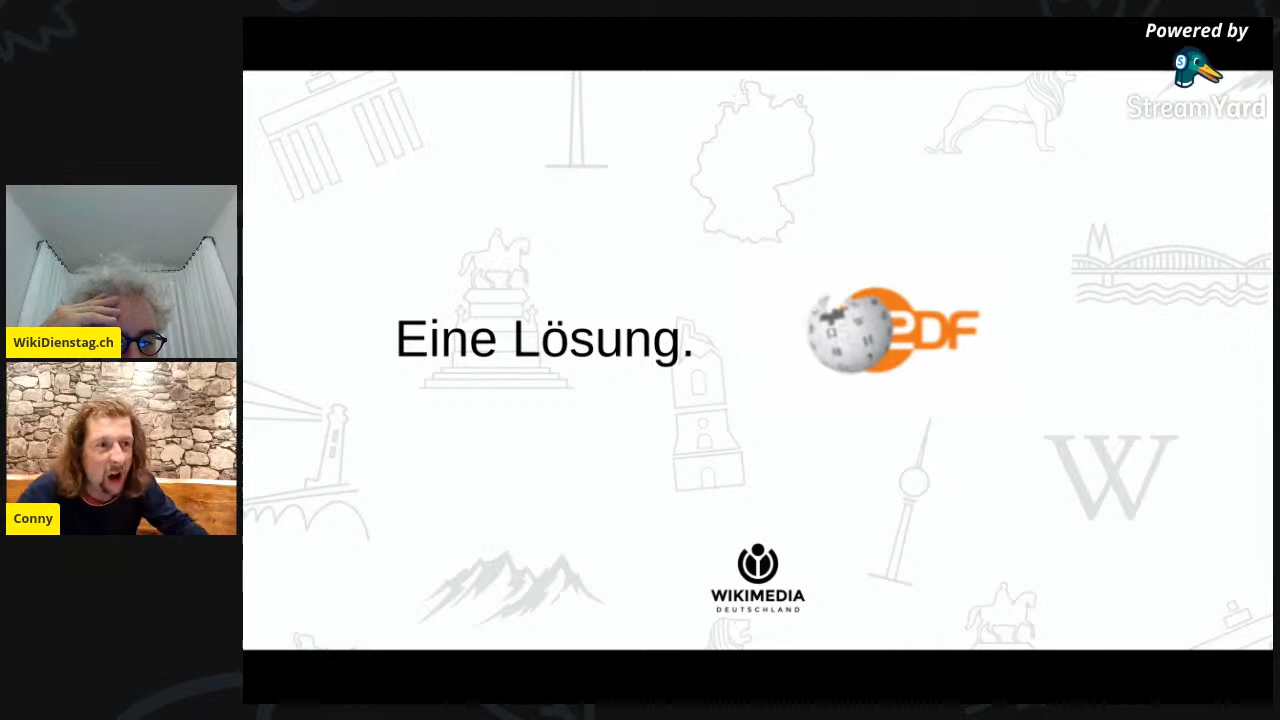 Powered by
StreamYard
Eine Lösung.
ZDF
WikiDienstag.ch
Conny
W
WIKIMEDIA
DEUTSCHLAND